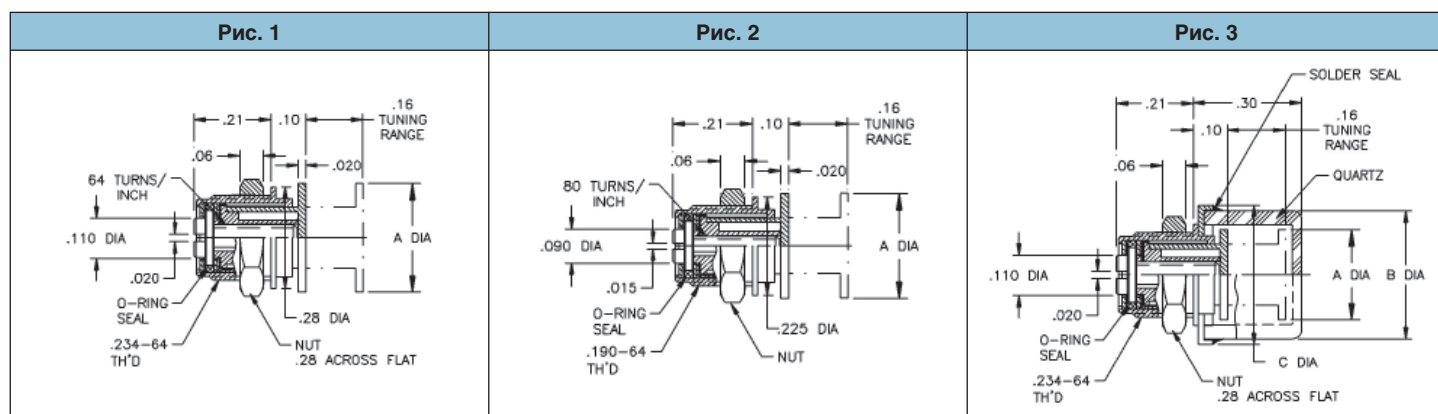 Рис. 1
.16
TUNING
RANGE
.21
.10
.06
.020
64 TURNS/
INCH
.110 DIA
A DIA
.020
O-RING
SEAL
.28 DIA
.234-64
TH'D
NUT
.28 ACROSS FLAT
Рис. 2
.16
TUNING
RANGE
.21
.10
.06
.020
80 TURNS/
INCH
.090 DIA
A DIA
.015
O-RING
SEAL
.225 DIA
.190-64
TH'D
NUT
Рис. 3
SOLDER SEAL
.21
.30
.16
TUNING
RANGE
.10
.06
QUARTZ
.110 DIA
A DIA
B DIA
.020
O-RING
SEAL
C DIA
.234-64
TH'D
NUT
.28 ACROSS FLAT